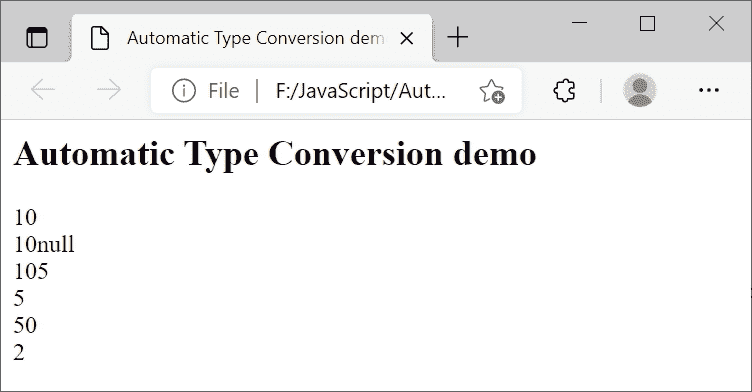 Automatic Type Conversion dem
File
F:/JavaScript/Aut...
Automatic Type Conversion demo
10
10null
105
5
50
2